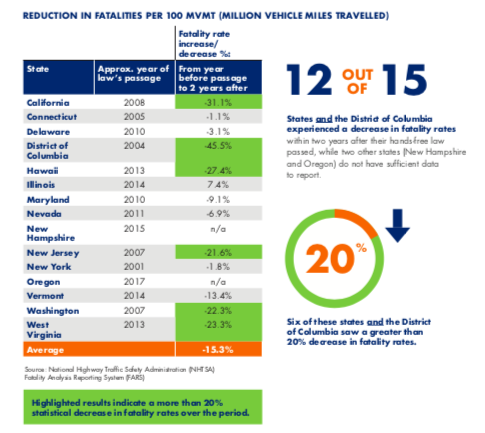 REDUCTION IN FATALITIES PER 100 MVMT (MILLION VEHICLE MILES TRAVELLED)
Fatality rate
increase/
decrease %:
State Approx. year of From year
law's passage before passage
to 2 years after
California 2008 -31.1%
Connecticut 2005 -1.1%
Delaware 2010 -3.1%
District of 2004 -45.5%
Columbia
Hawaii 2013 -27.4%
Illinois 2014 7.4%
Maryland 2010 -9.1%
Nevada 2011 -6.9%
New 2015 n/a
Hampshire
New Jersey 2007 -21.6%
New York 2001 -1.8%
Oregon 2017 n/a
Vermont 2014 -13.4%
Washington 2007 -22.3%
West 2013 -23.3%
Virginia
Average -15.3%
Source: National Highway Traffic Safety Administration (NHTSA)
Fatality Analysis Reporting System (FARS)
Highlighted results indicate a more than 20%
statistical decrease in fatality rates over the period.
12 OUT OF 15
States and the District of Columbia
experienced a decrease in fatality rates
within two years after their handsfree law
passed, while two other states (New Hampshire
and Oregon) do not have sufficient data
to report.
20%
Six of these states and the District
of Columbia saw a greater than
20% decrease in fatality rates.